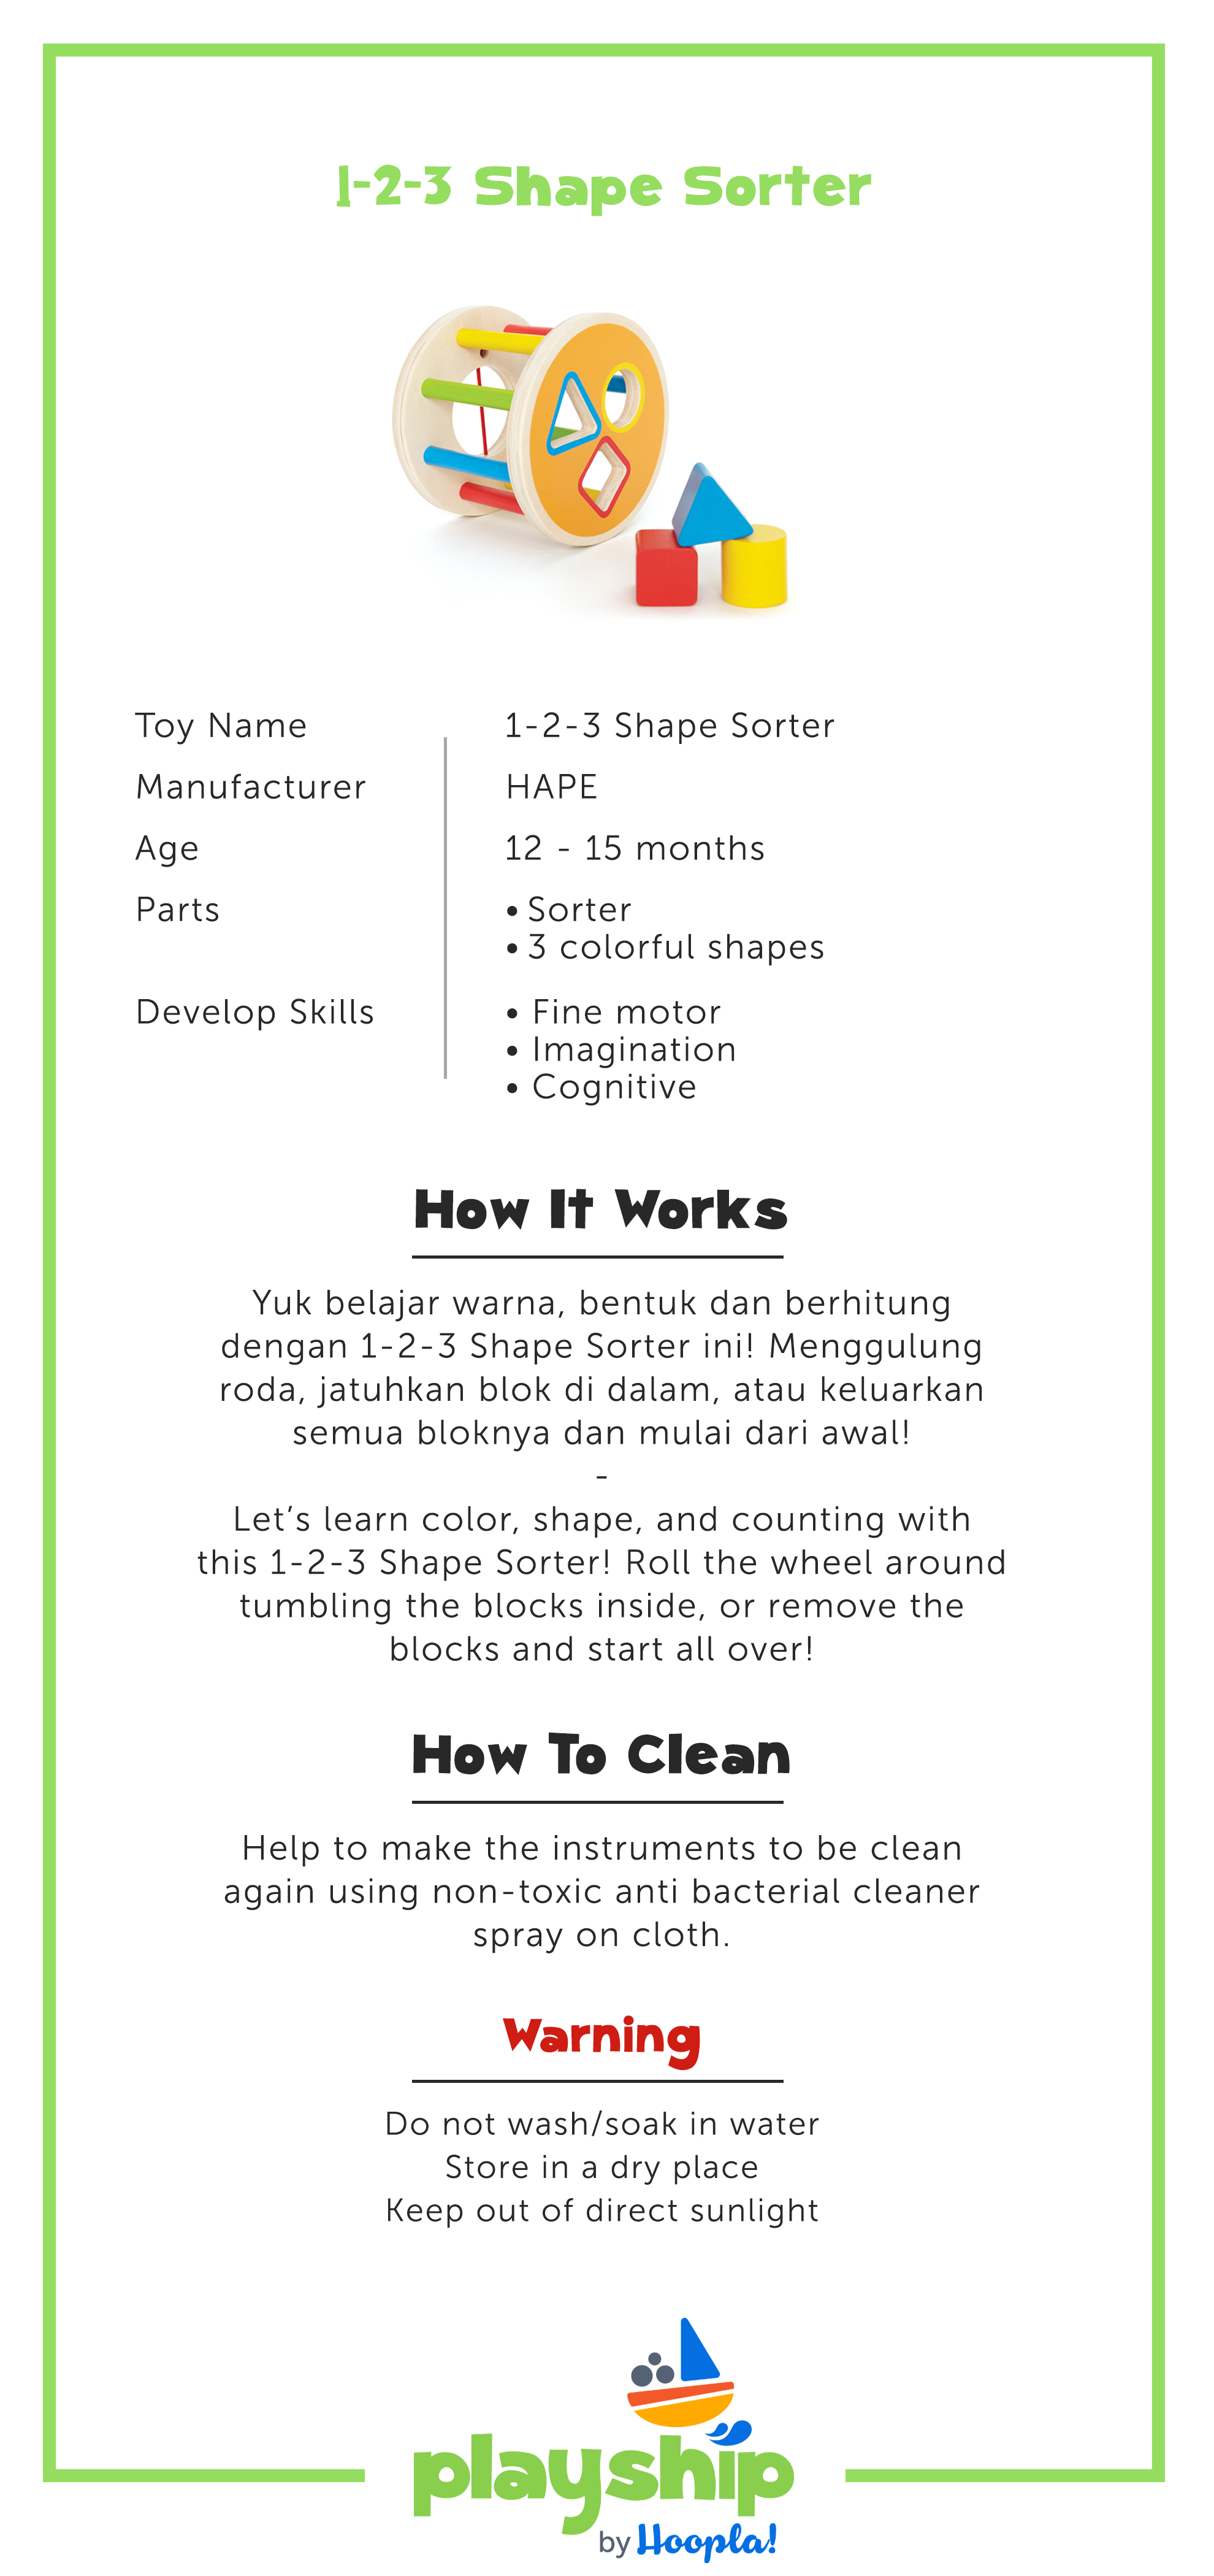 1-2-3 Shape Sorter
Toy Name 1-2-3 Shape Sorter
Manufacturer HAPE
Age 12 - 15 months
Parts • Sorter
• 3 colorful shapes
Develop Skills • Fine motor
• Imagination
• Cognitive
How It Works
Yuk belajar warna, bentuk dan berhitung
dengan 1-2-3 Shape Sorter ini! Menggulung
roda, jatuhkan blok di dalam, atau keluarkan
semua bloknya dan mulai dari awal!
-
Let's learn color, shape, and counting with
this 1-2-3 Shape Sorter! Roll the wheel around
tumbling the blocks inside, or remove the
blocks and start all over!
How To Clean
Help to make the instruments to be clean
again using non-toxic anti bacterial cleaner
spray on cloth.
Warning
Do not wash/soak in water
Store in a dry place
Keep out of direct sunlight
playship
by Hoopla!